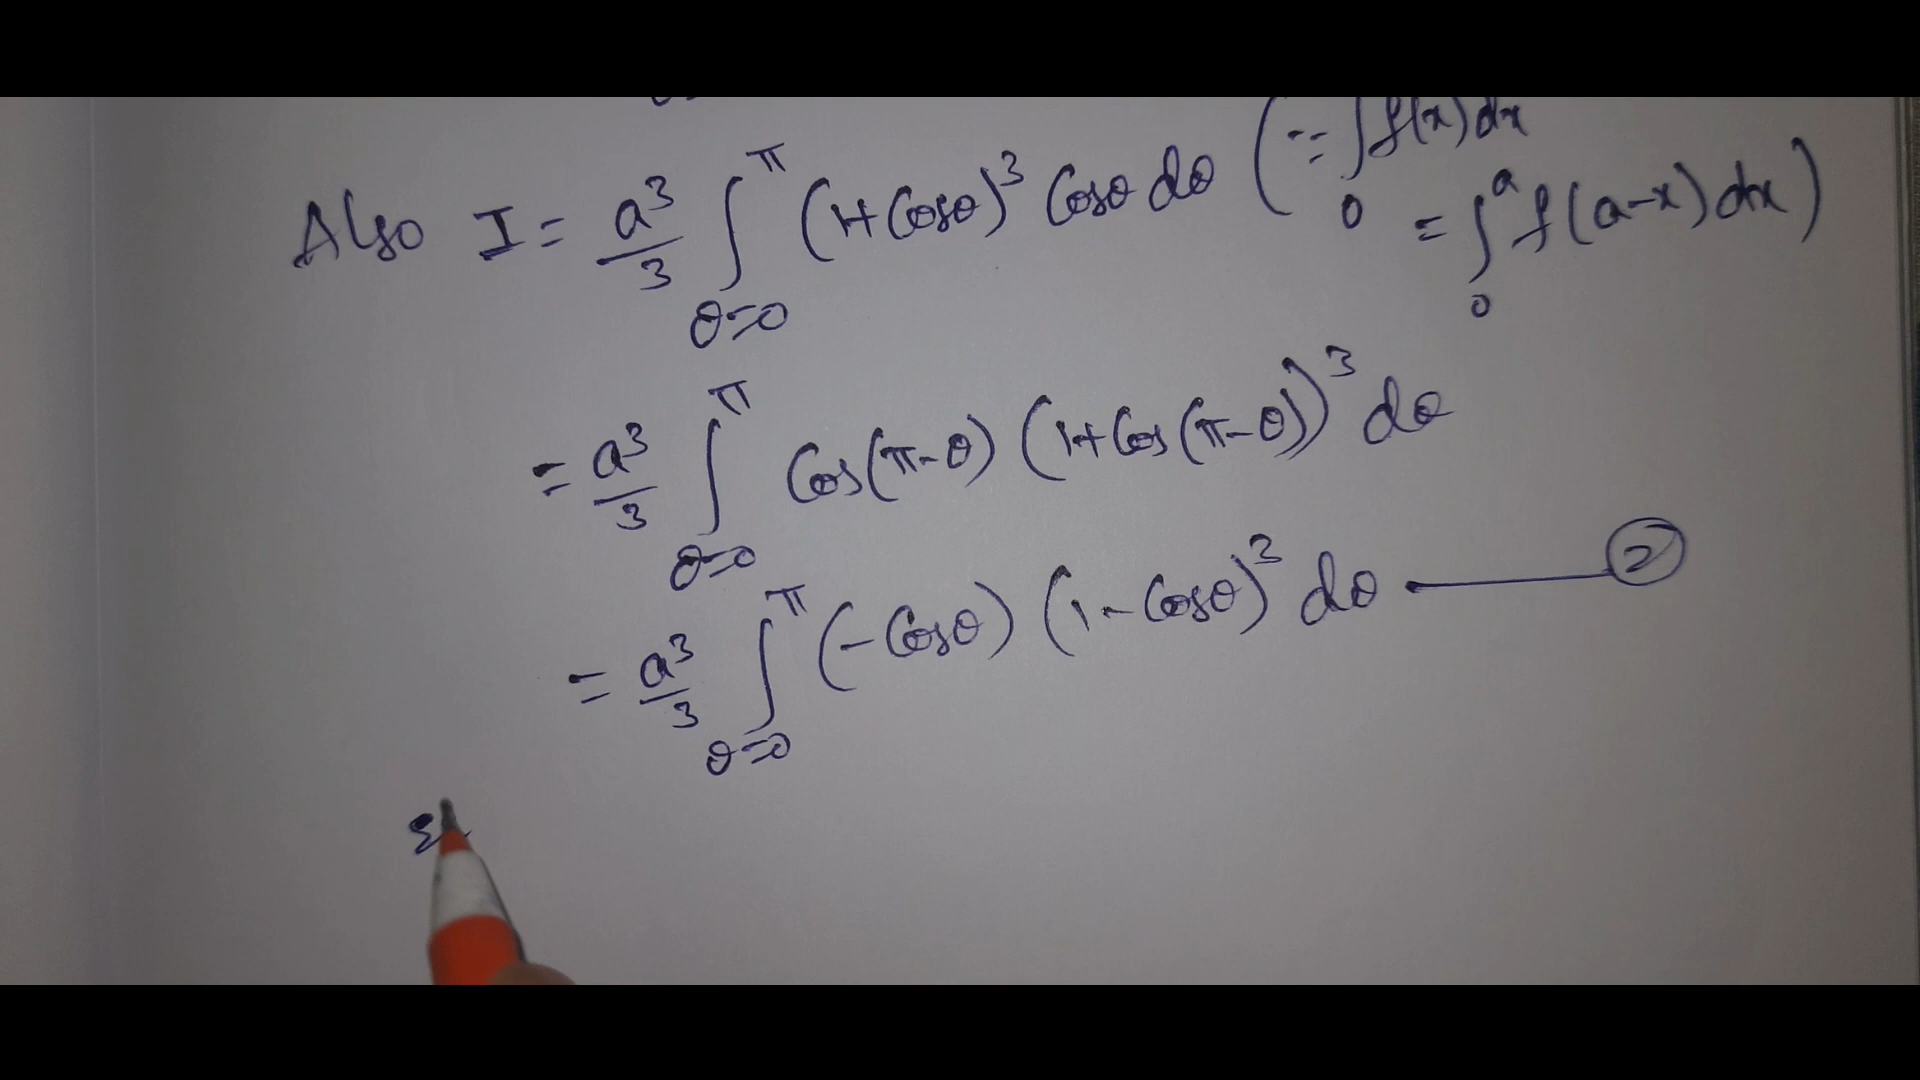 Also I = a³/3 ∫_{θ=0}^{π} (1+Cosθ)³ Cosθ dθ (∵ ∫_0 f(x) dx
= ∫_0^a f(a-x) dx)
= a³/3 ∫_{θ=0}^{π} Cos(π-θ) (1+Cos(π-θ))³ dθ
= a³/3 ∫_{θ=0}^{π} (-Cosθ) (1-Cosθ)³ dθ —— ②